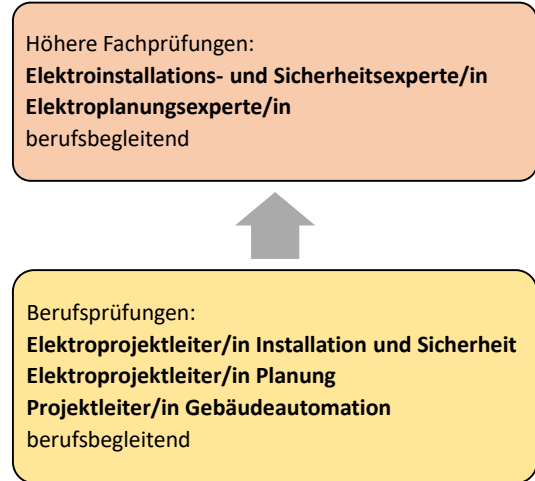 Höhere Fachprüfungen:
Elektroinstallations- und Sicherheitsexperte/in
Elektroplanungsexperte/in
berufsbegleitend
Berufsprüfungen:
Elektroprojektleiter/in Installation und Sicherheit
Elektroprojektleiter/in Planung
Projektleiter/in Gebäudeautomation
berufsbegleitend